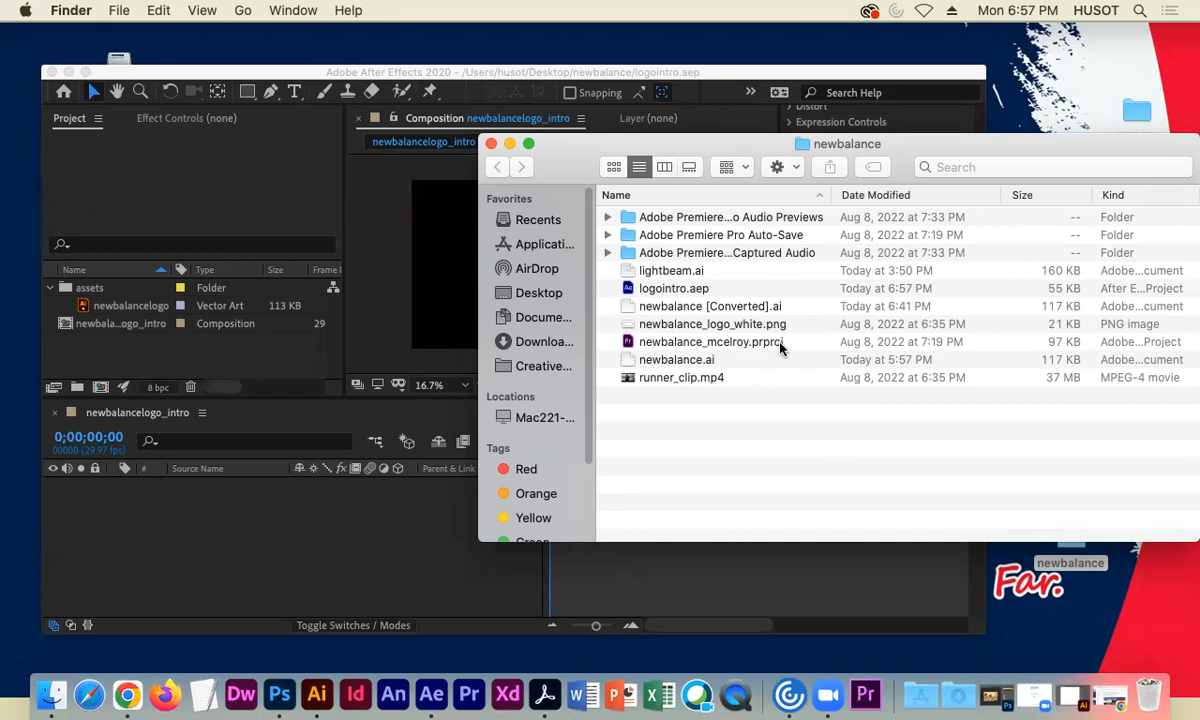 Finder File Edit View Go Window Help Mon 6:57 PM HUSOT
Adobe After Effects 2020 - /Users/husot/Desktop/newbalance/logointro.aep
Snapping Search Help
Project Effect Controls (none) Composition newbalancelogo_intro Layer (none)
Distort
Expression Controls
newbalancelogo_intro
newbalance
Search
Favorites
Recents
Applicati...
AirDrop
Desktop
Docume...
Downloa...
Creative...
Locations
Mac221-...
Tags
Red
Orange
Yellow
Green
Name Date Modified Size Kind
Adobe Premiere...o Audio Previews Aug 8, 2022 at 7:33 PM -- Folder
Adobe Premiere Pro Auto-Save Aug 8, 2022 at 7:19 PM -- Folder
Adobe Premiere...Captured Audio Aug 8, 2022 at 7:33 PM -- Folder
lightbeam.ai Today at 3:50 PM 160 KB Adobe...cument
logointro.aep Today at 6:57 PM 55 KB After E...Project
newbalance [Converted].ai Today at 6:41 PM 117 KB Adobe...cument
newbalance_logo_white.png Aug 8, 2022 at 6:35 PM 21 KB PNG image
newbalance_mcelroy.prproj Aug 8, 2022 at 7:19 PM 97 KB Adobe...Project
newbalance.ai Today at 5:57 PM 117 KB Adobe...cument
runner_clip.mp4 Aug 8, 2022 at 6:35 PM 37 MB MPEG-4 movie
Name Type Size Frame
assets Folder
newbalancelogo Vector Art 113 KB
newbala...ogo_intro Composition 29
8 bpc
16.7%
newbalancelogo_intro
0;00;00;00
00000 (29.97 fps)
# Source Name Parent & Link
Toggle Switches / Modes
newbalance
Far.
Dw Ps Ai Id An Ae Pr Xd W P X Pr